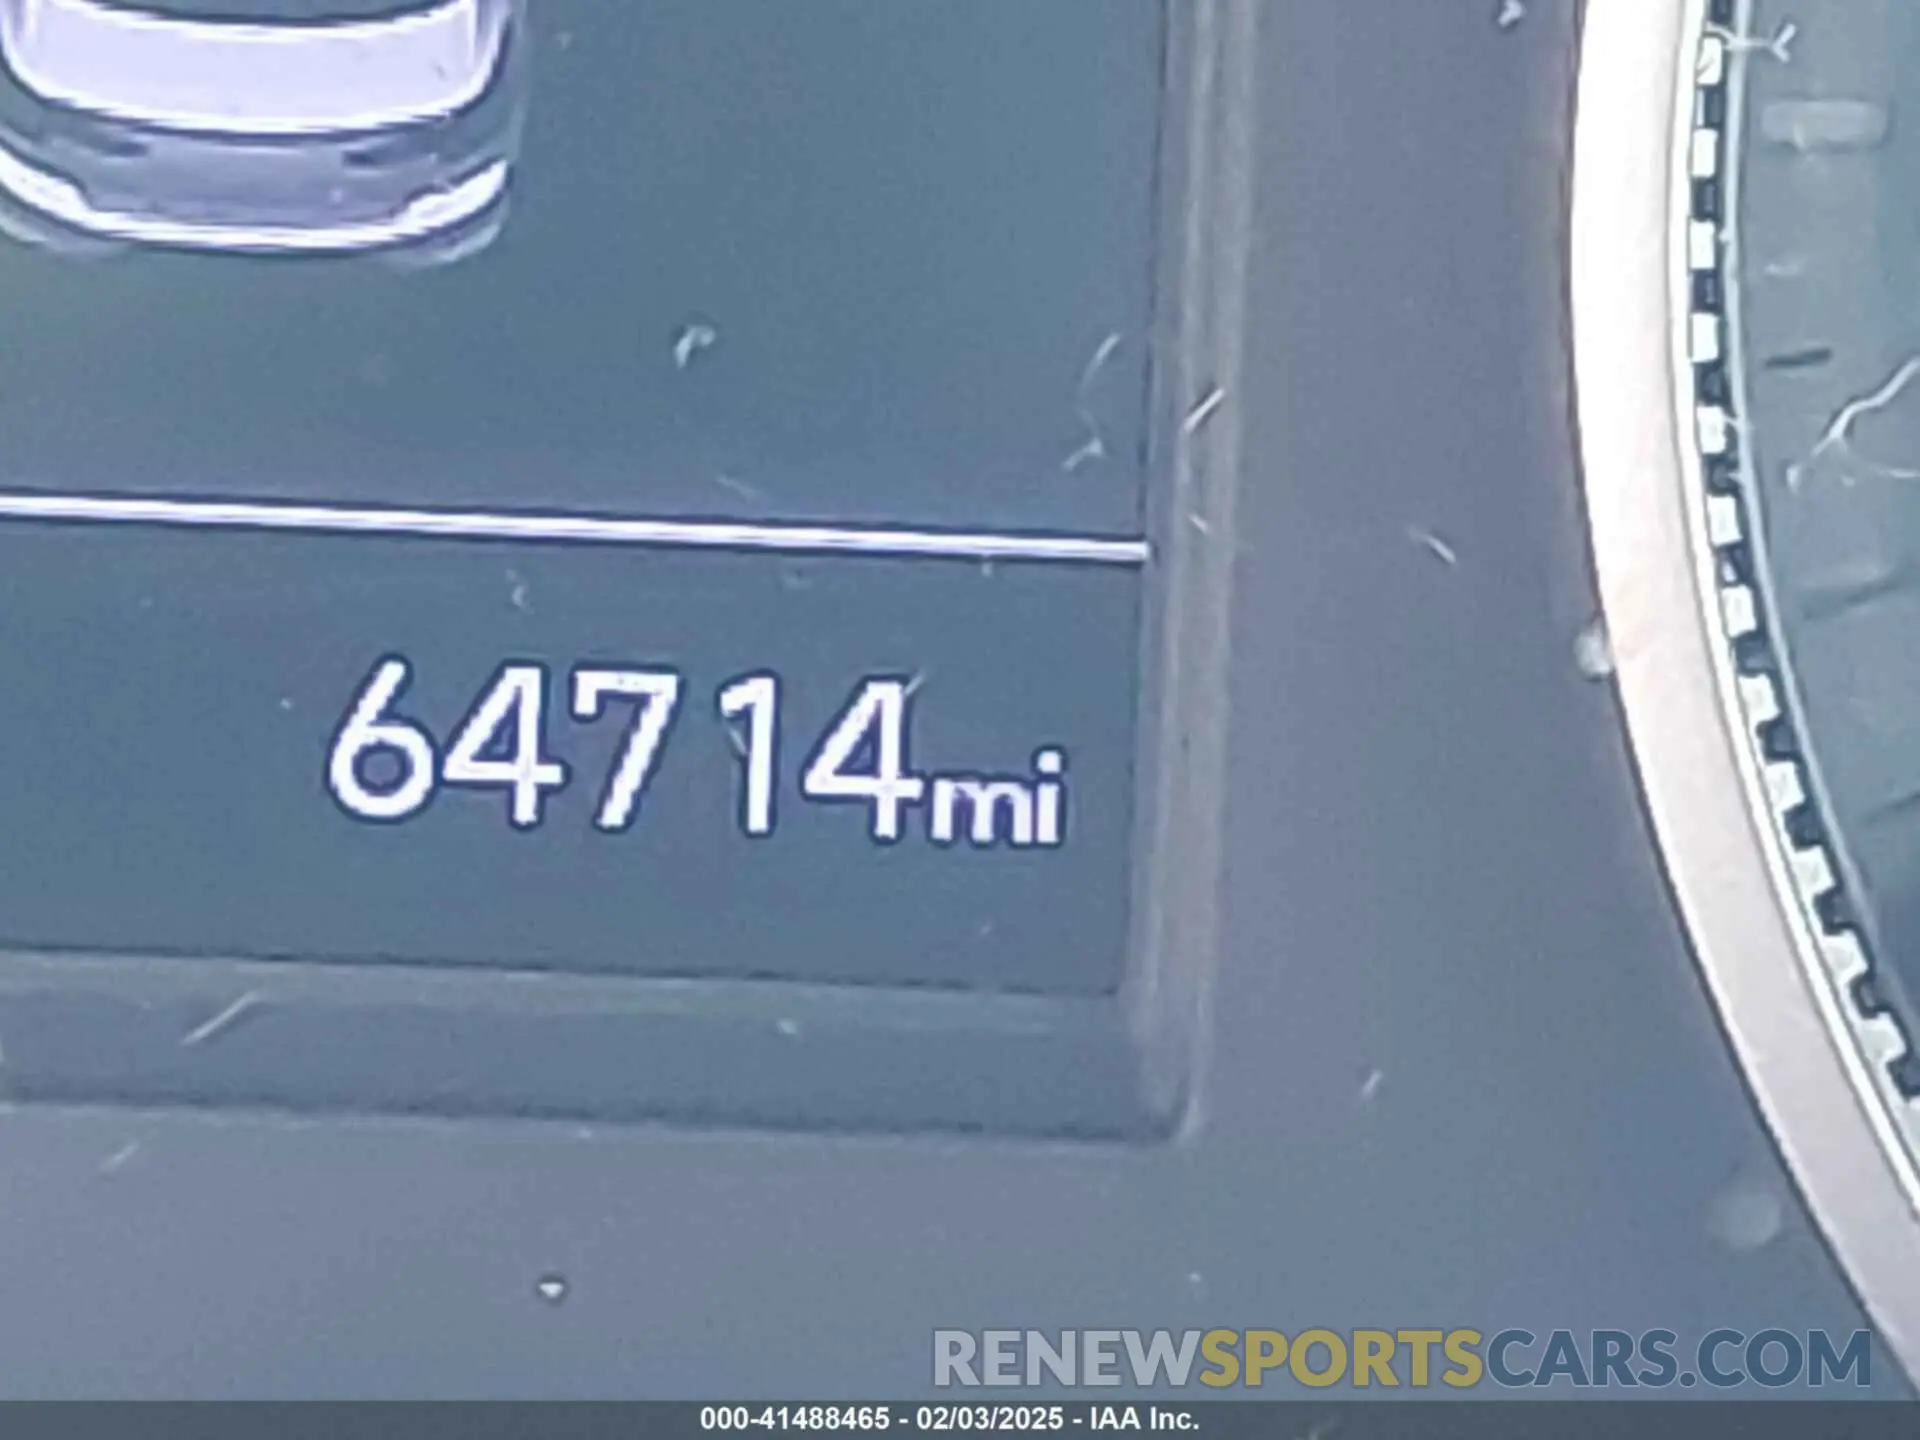 64714mi
RENEWSPORTSCARS.COM
000-41488465 - 02/03/2025 - IAA Inc.